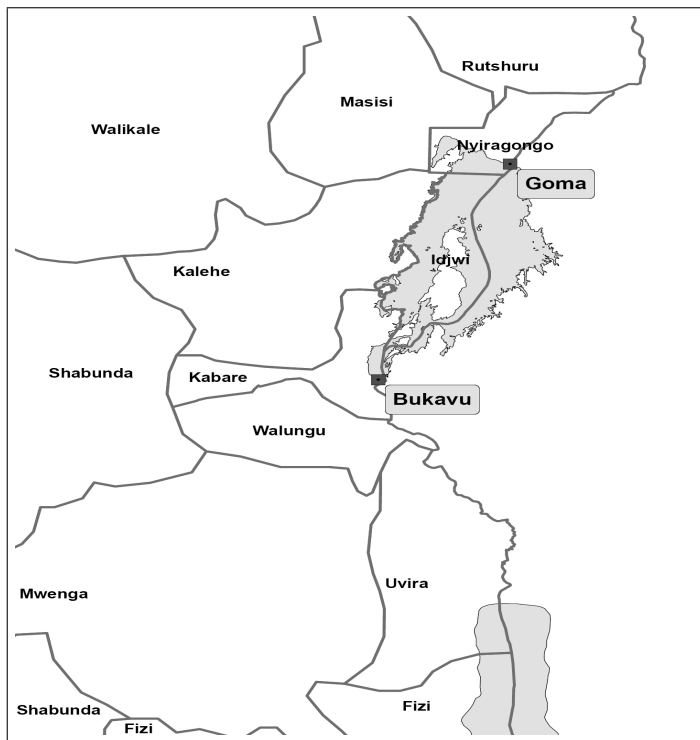 Rutshuru
Masisi
Walikale
Nyiragongo
Goma
Idjwi
Kalehe
Shabunda
Kabare
Bukavu
Walungu
Uvira
Mwenga
Shabunda
Fizi
Fizi